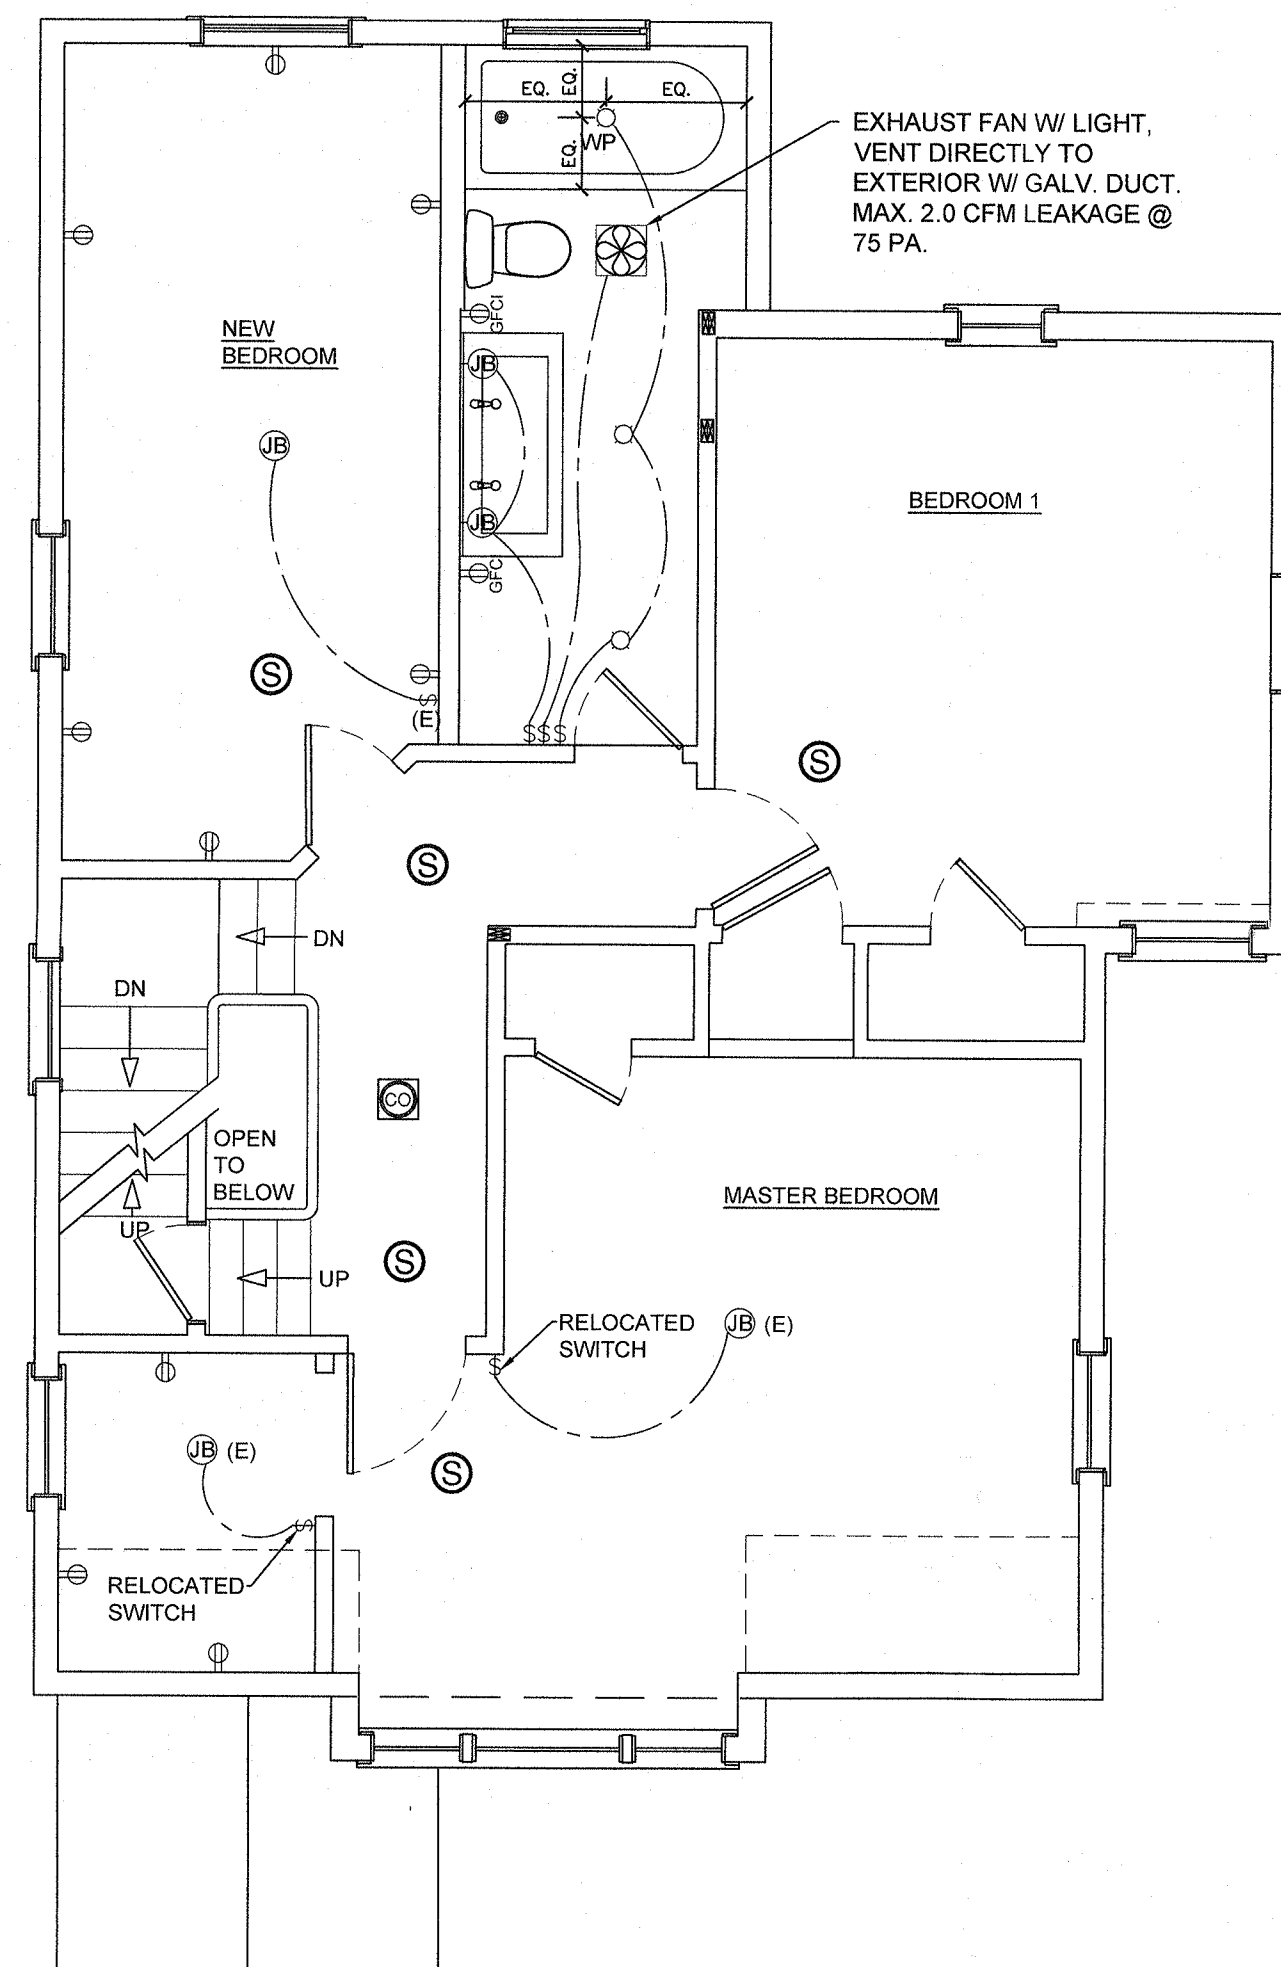 EQ.
EQ.
EQ.
WP
EQ.
EXHAUST FAN W/ LIGHT,
VENT DIRECTLY TO
EXTERIOR W/ GALV. DUCT.
MAX. 2.0 CFM LEAKAGE @
75 PA.
GFCI
NEW
BEDROOM
JB
JB
BEDROOM 1
JB
GFCI
S
$
(E)
$$$
S
S
DN
DN
CO
OPEN
TO
BELOW
MASTER BEDROOM
UP
S
UP
RELOCATED
SWITCH
JB (E)
$
JB (E)
S
$
RELOCATED
SWITCH